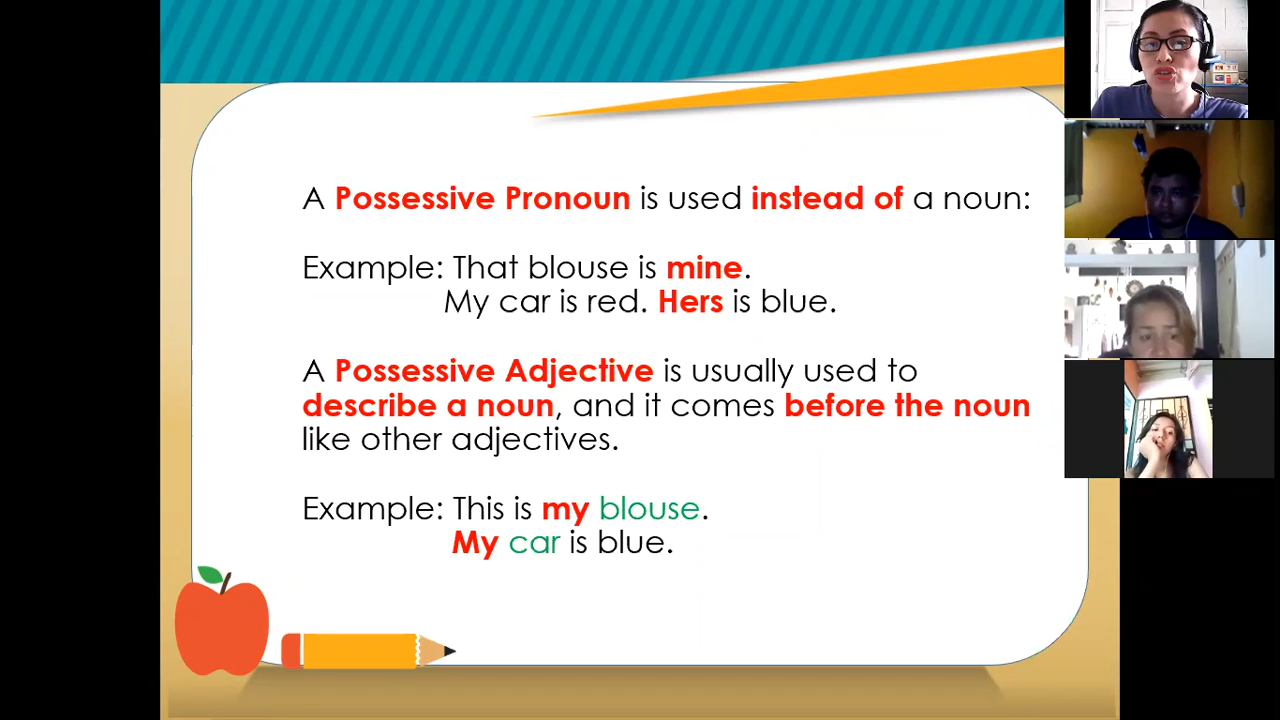 A Possessive Pronoun is used instead of a noun:
Example: That blouse is mine.
My car is red. Hers is blue.
A Possessive Adjective is usually used to
describe a noun, and it comes before the noun
like other adjectives.
Example: This is my blouse.
My car is blue.